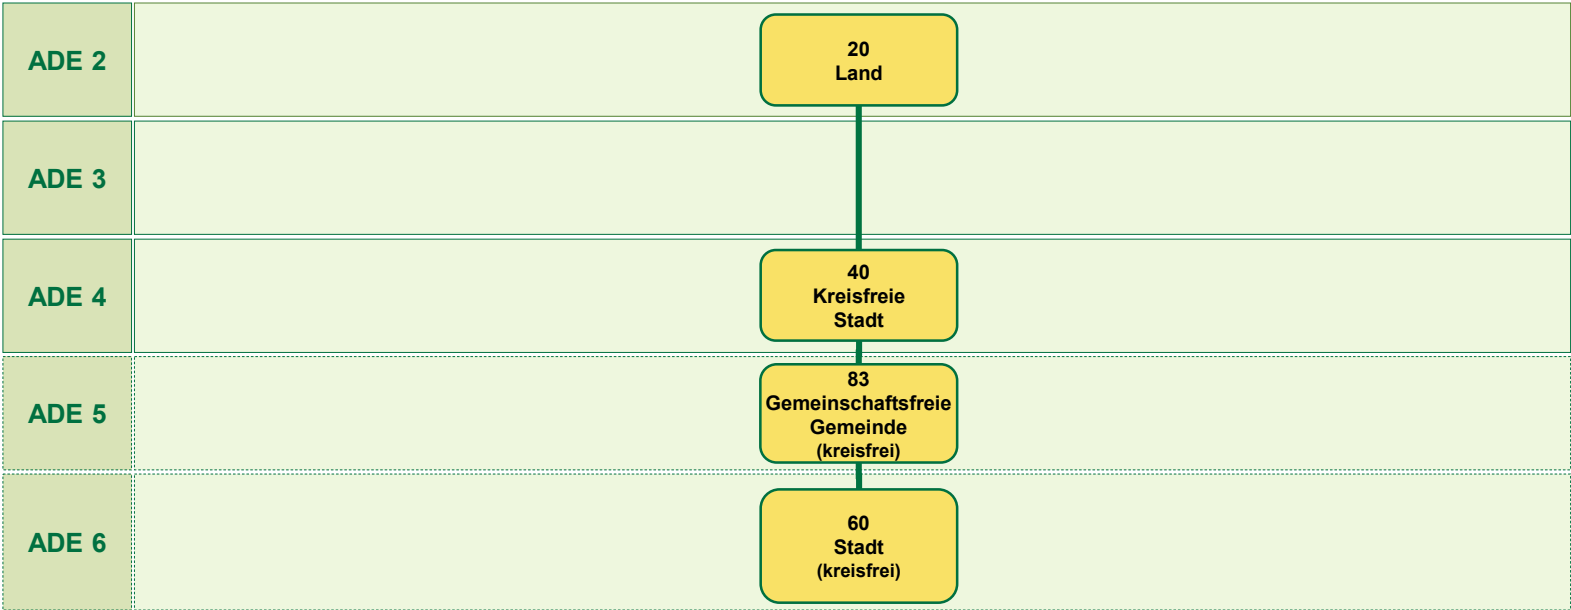 ADE 2
20
Land
ADE 3
ADE 4
40
Kreisfreie
Stadt
ADE 5
83
Gemeinschaftsfreie
Gemeinde
(kreisfrei)
ADE 6
60
Stadt
(kreisfrei)